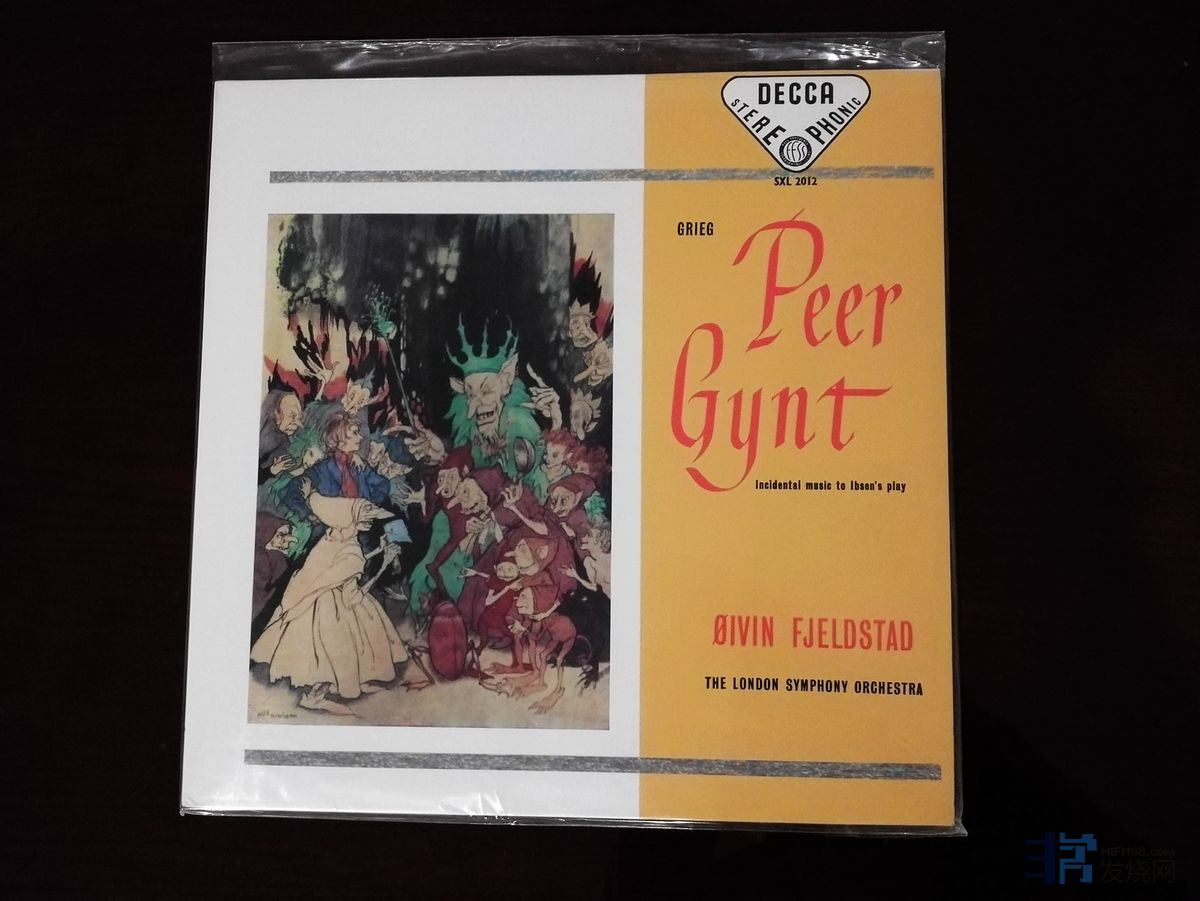 DECCA
STEREOPHONIC
FFSS
SXL 2012
GRIEG
Peer
Gynt
Incidental music to Ibsen's play
ØIVIN FJELDSTAD
THE LONDON SYMPHONY ORCHESTRA
HIFI168.com
发烧网